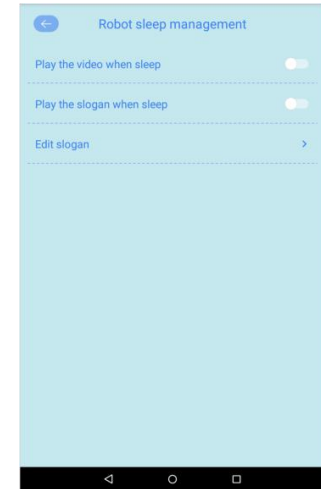 Robot sleep management
Play the video when sleep
Play the slogan when sleep
Edit slogan